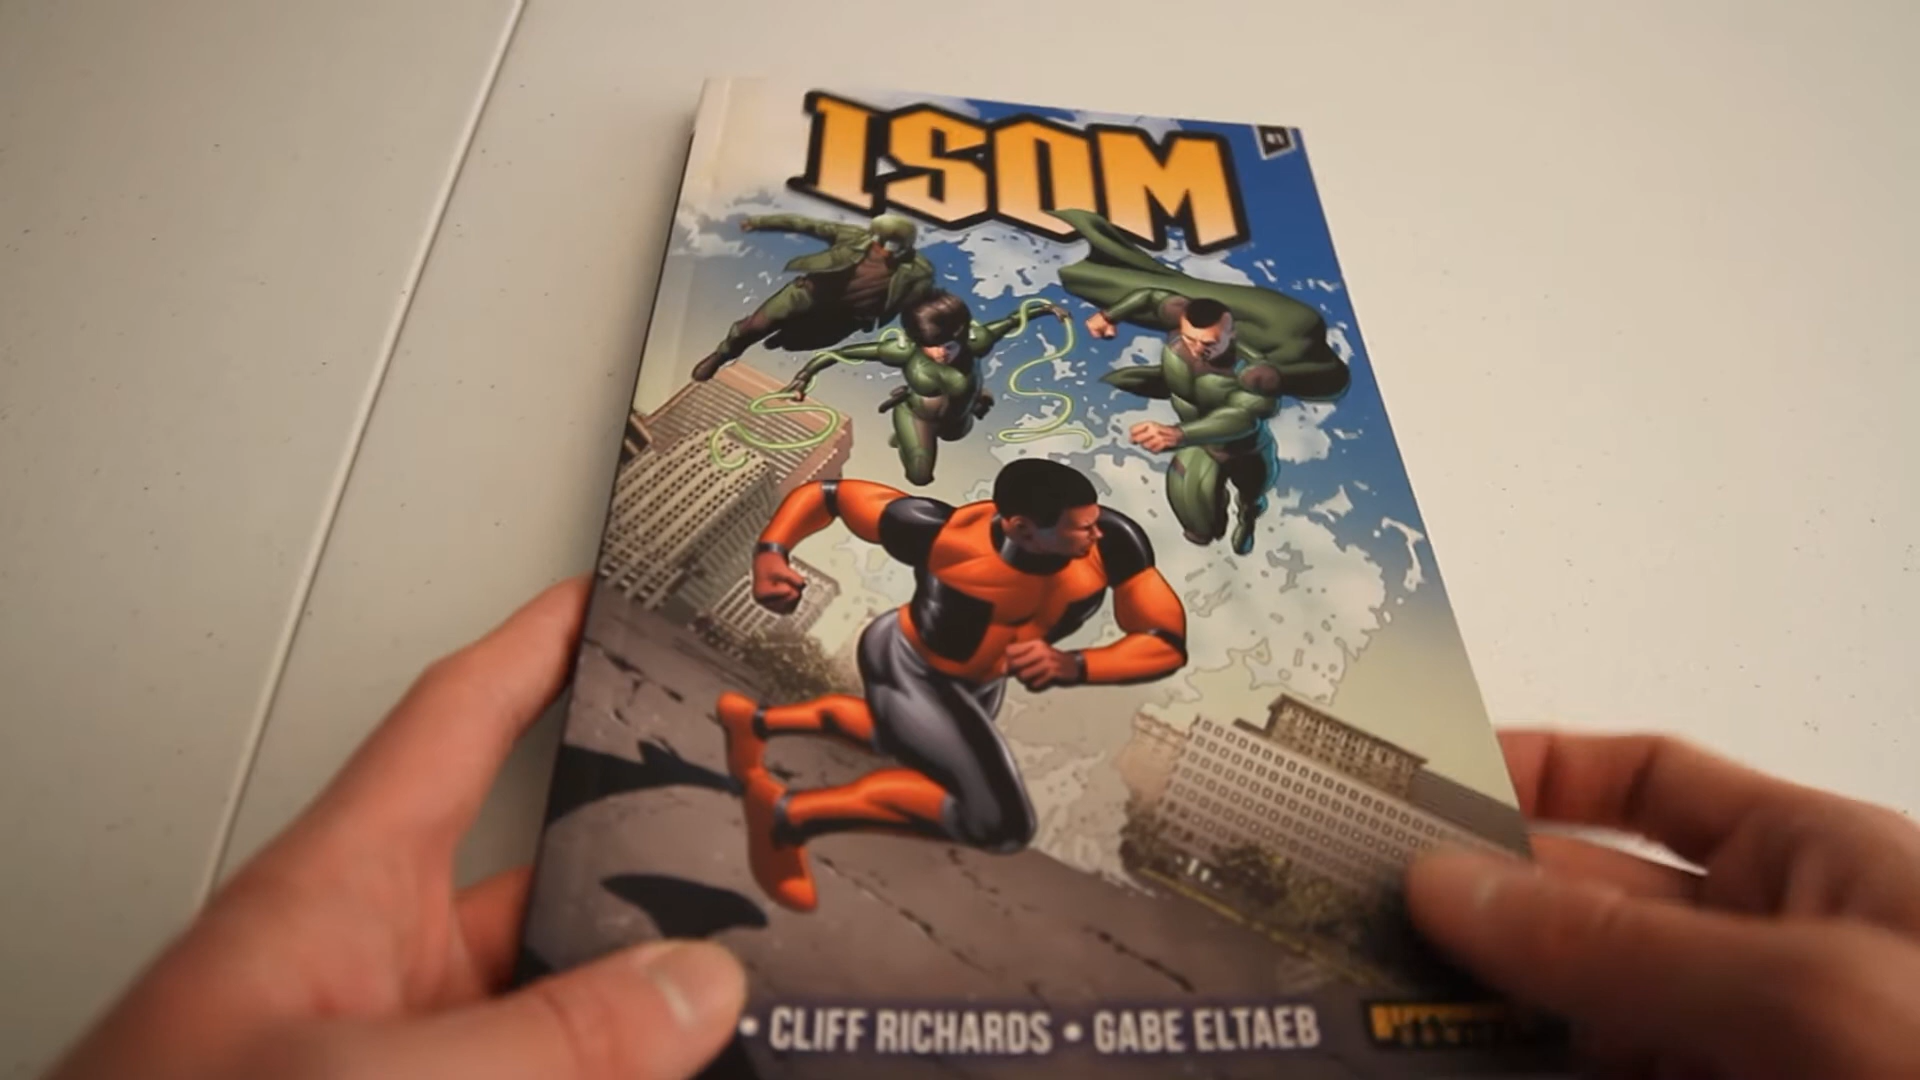 ISOM
#1
• CLIFF RICHARDS • GABE ELTAEB